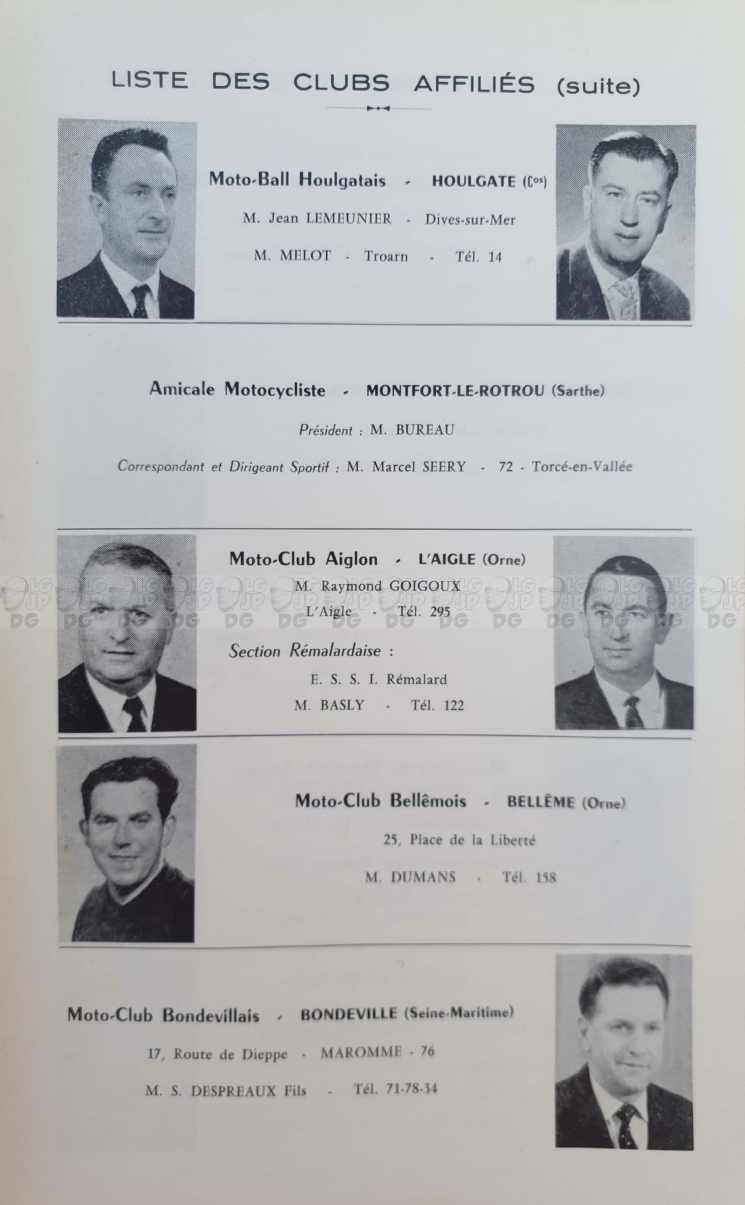 LISTE DES CLUBS AFFILIÉS (suite)
Moto-Ball Houlgatais - HOULGATE (Cos)
M. Jean LEMEUNIER - Dives-sur-Mer
M. MELOT - Troarn - Tél. 14
Amicale Motocycliste - MONTFORT-LE-ROTROU (Sarthe)
Président : M. BUREAU
Correspondant et Dirigeant Sportif : M. Marcel SEERY - 72 - Torcé-en-Vallée
Moto-Club Aiglon - L'AIGLE (Orne)
M. Raymond GOIGOUX
L'Aigle - Tél. 295
Section Rémalardaise :
E. S. S. I. Rémalard
M. BASLY - Tél. 122
Moto-Club Bellêmois - BELLÊME (Orne)
25, Place de la Liberté
M. DUMANS - Tél. 158
Moto-Club Bondevillais - BONDEVILLE (Seine-Maritime)
17, Route de Dieppe - MAROMME - 76
M. S. DESPREAUX Fils - Tél. 71-78-34